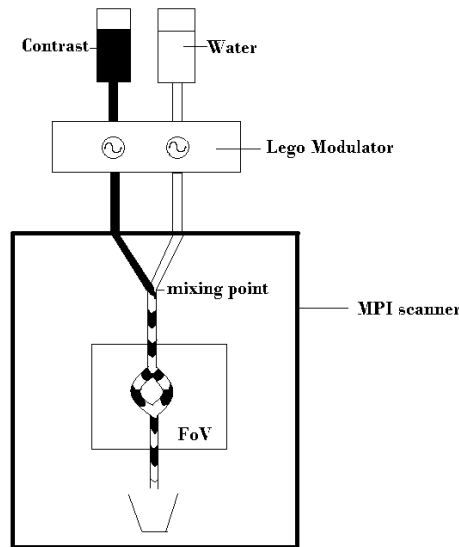 Contrast
Water
Lego Modulator
mixing point
MPI scanner
FoV